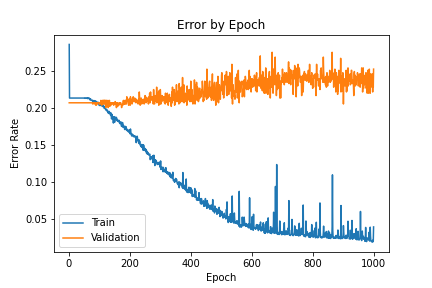 Error by Epoch
Error Rate
0.25
0.20
0.15
0.10
0.05
Train
Validation
0 200 400 600 800 1000
Epoch